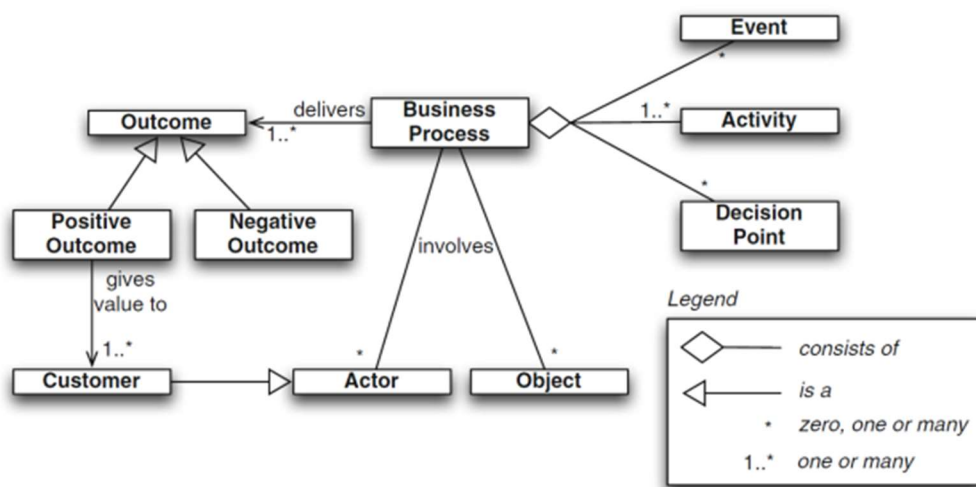 Event
*
delivers
Business
Process
1..*
Activity
Outcome
1..*
*
Positive
Outcome
Negative
Outcome
Decision
Point
involves
gives
value to
Legend
1..*
*
*
consists of
Customer
Actor
Object
is a
* zero, one or many
1..* one or many